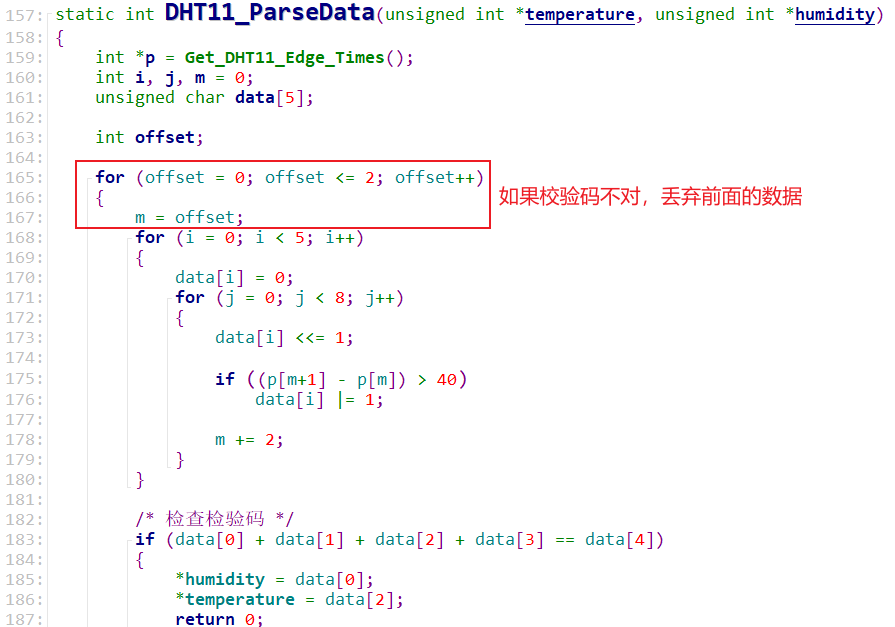 157: static int DHT11_ParseData(unsigned int *temperature, unsigned int *humidity)
158: {
159:     int *p = Get_DHT11_Edge_Times();
160:     int i, j, m = 0;
161:     unsigned char data[5];
162:
163:     int offset;
164:
165:     for (offset = 0; offset <= 2; offset++)
如果校验码不对，丢弃前面的数据
166:     {
167:         m = offset;
168:         for (i = 0; i < 5; i++)
169:         {
170:             data[i] = 0;
171:             for (j = 0; j < 8; j++)
172:             {
173:                 data[i] <<= 1;
174:
175:                 if ((p[m+1] - p[m]) > 40)
176:                     data[i] |= 1;
177:
178:                 m += 2;
179:             }
180:         }
181:
182:         /* 检查检验码 */
183:         if (data[0] + data[1] + data[2] + data[3] == data[4])
184:         {
185:             *humidity = data[0];
186:             *temperature = data[2];
187:             return 0;